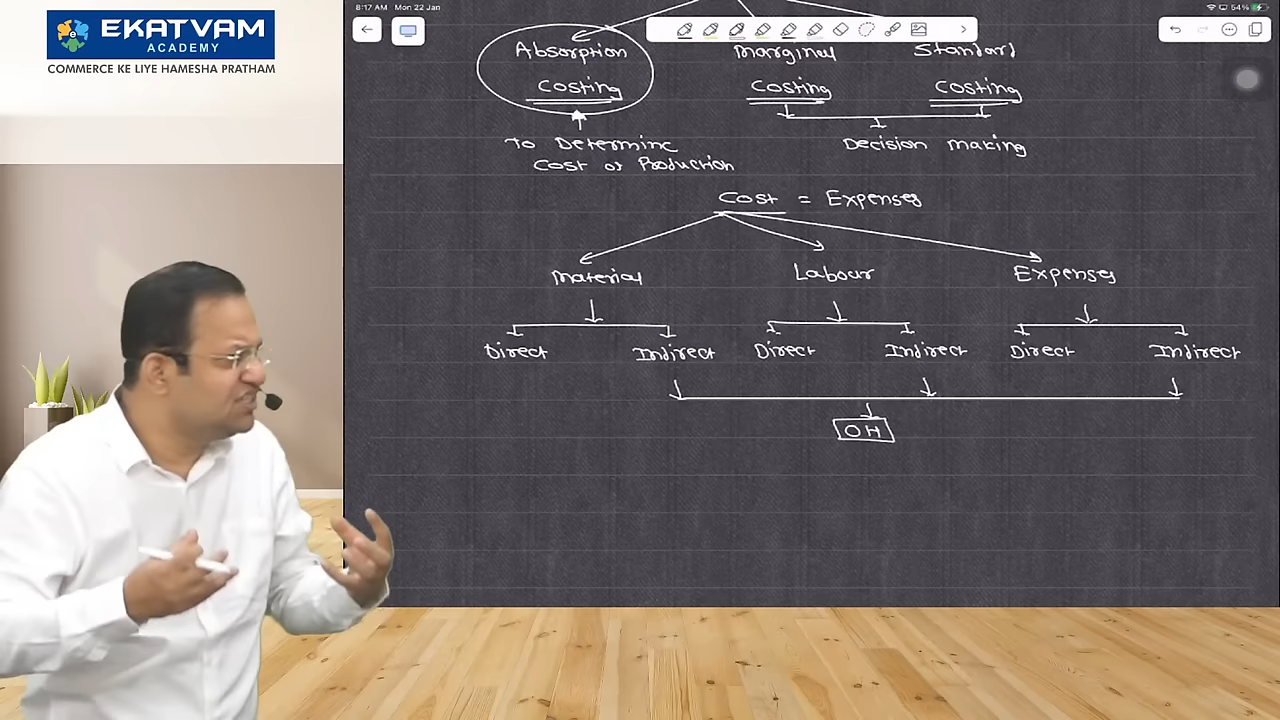 EKATVAM
ACADEMY
COMMERCE KE LIYE HAMESHA PRATHAM
8:17 AM Mon 22 Jan
54%
Absorption Marginal Standard
Costing Costing Costing
To Determine Decision making
Cost of Production
Cost = Expenses
Material Labour Expenses
Direct Indirect Direct Indirect Direct Indirect
OH